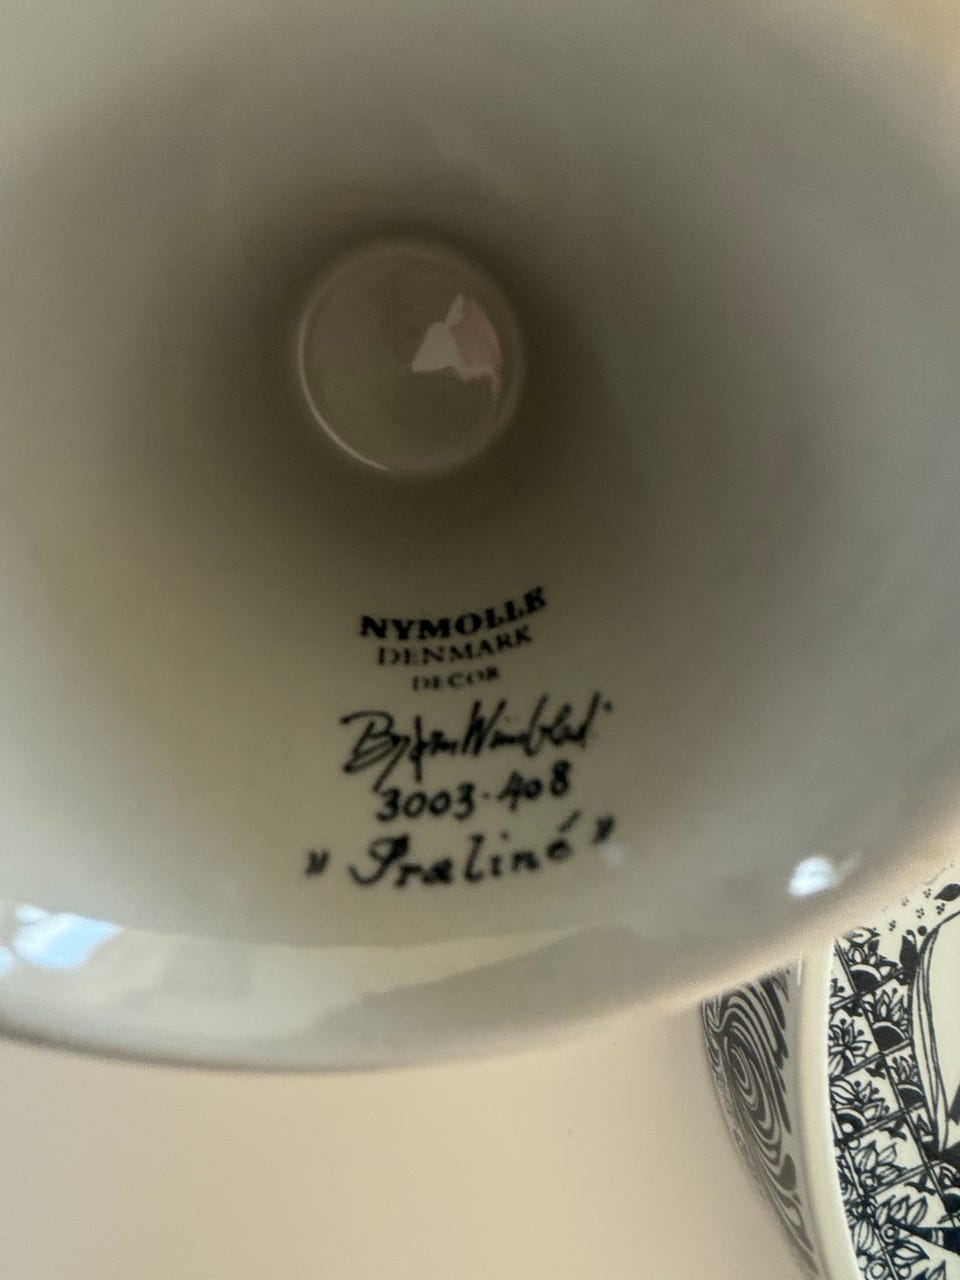 NYMOLLE
DENMARK
DECOR
Bjørn Wiinblad
3003-408
"Praliné"